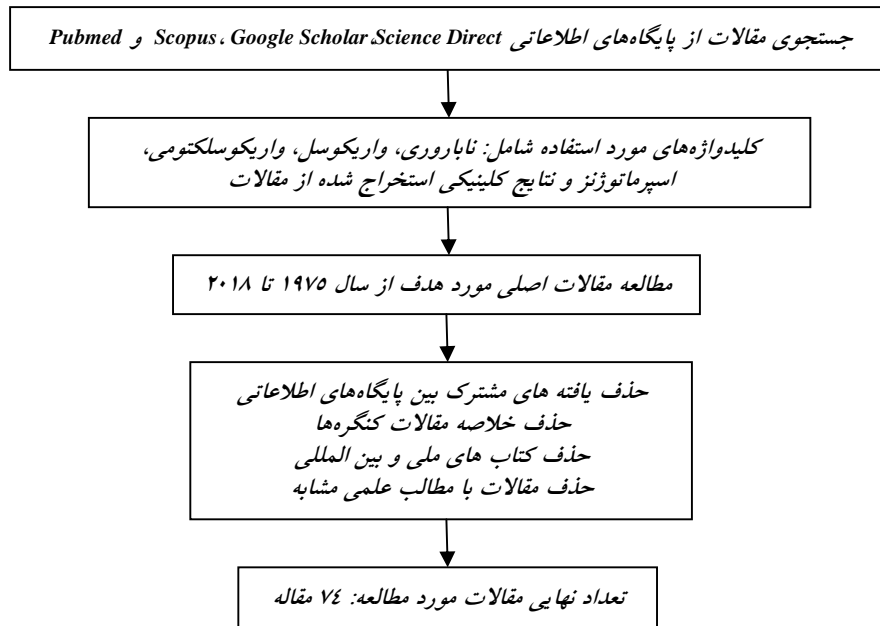 جستجوی مقالات از پایگاه‌های اطلاعاتی Scopus، Google Scholar،Science Direct و Pubmed
کلیدواژه‌های مورد استفاده شامل: ناباروری، واریکوسل، واریکوسلکتومی،
اسپرماتوژنز و نتایج کلینیکی استخراج شده از مقالات
مطالعه مقالات اصلی مورد هدف از سال ۱۹۷۵ تا ۲۰۱۸
حذف یافته های مشترک بین پایگاه‌های اطلاعاتی
حذف خلاصه مقالات کنگره‌ها
حذف کتاب های ملی و بین المللی
حذف مقالات با مطالب علمی مشابه
تعداد نهایی مقالات مورد مطالعه: ۷٤ مقاله